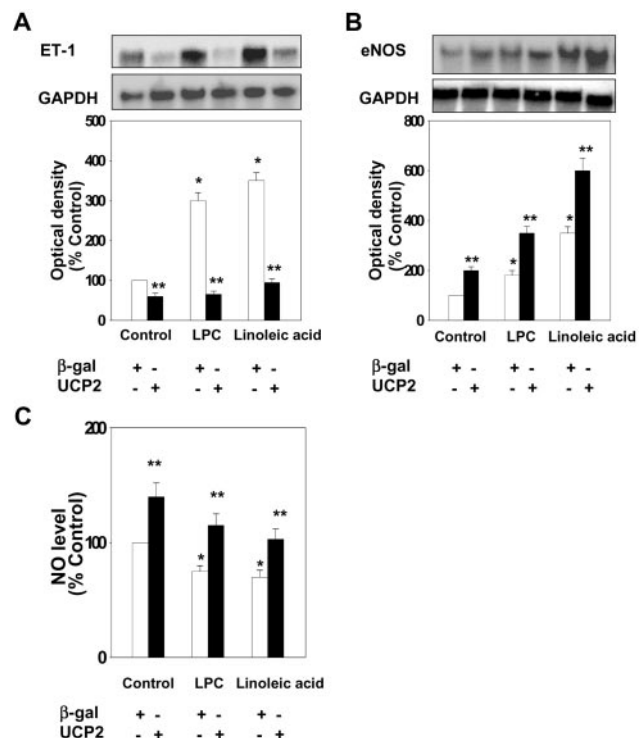 A
ET-1
GAPDH
500
400
300
200
100
0
Optical density
(% Control)
* *
** ** **
Control LPC Linoleic acid
β-gal + - + - + -
UCP2 - + - + - +
B
eNOS
GAPDH
800
600
400
200
0
Optical density
(% Control)
**
** *
** *
Control LPC Linoleic acid
β-gal + - + - + -
UCP2 - + - + - +
C
200
100
0
NO level
(% Control)
** ** **
* *
Control LPC Linoleic acid
β-gal + - + - + -
UCP2 - + - + - +